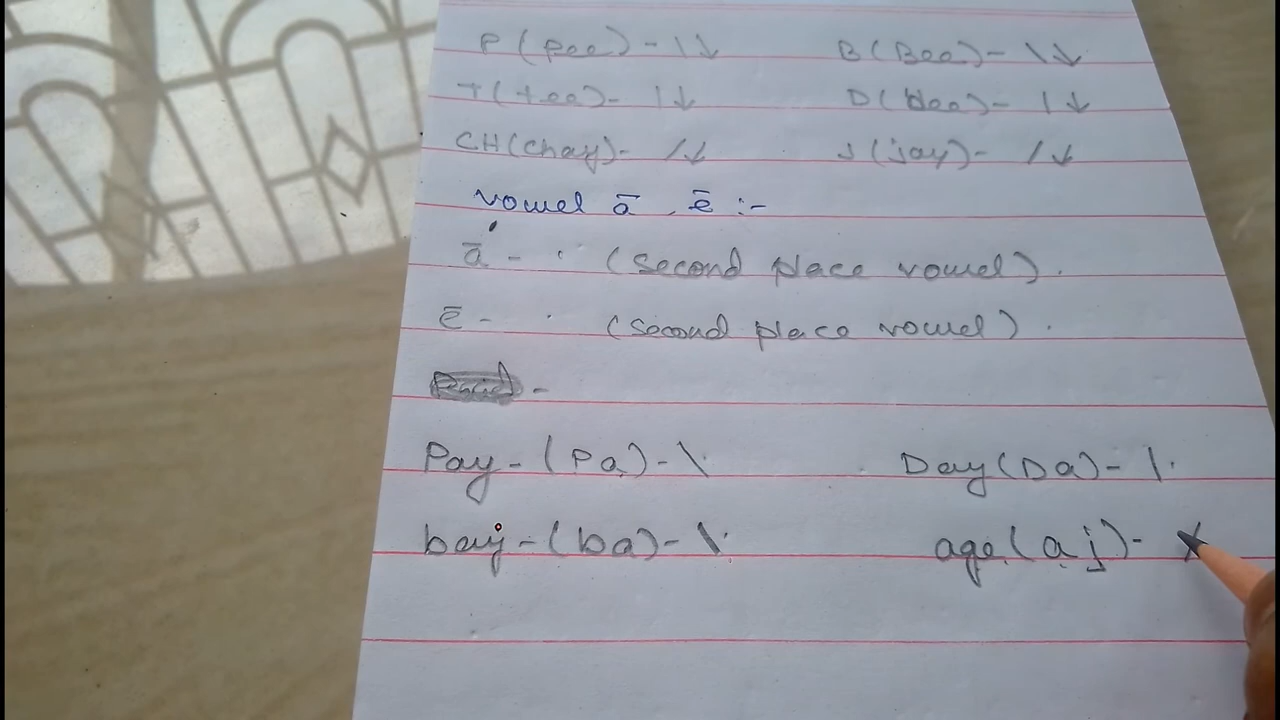 P (pee) - \ ↓ B (Bee) - \ ↓
T (tee) - | ↓ D (dee) - | ↓
CH (chay) - / ↓ J (jay) - / ↓
vowel ā, ē :-
ā - . (second place vowel).
ē - . (second place vowel).
-
Pay - (Pa) - \. Day (Da) - |.
bay - (ba) - \. age (aj) -